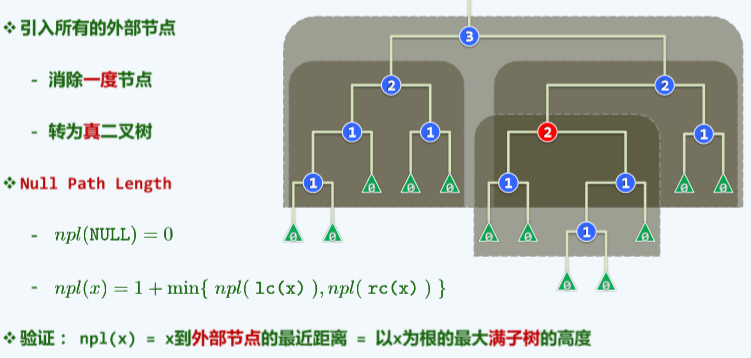 ❖引入所有的外部节点
- 消除一度节点
- 转为真二叉树
❖Null Path Length
- npl(NULL) = 0
- npl(x) = 1 + min{ npl( lc(x) ), npl( rc(x) ) }
❖验证： npl(x) = x到外部节点的最近距离 = 以x为根的最大满子树的高度
3
2 2
1 1 2 1
1 0 0 0 1 1 0 0
0 0 0 0 1 0
0 0